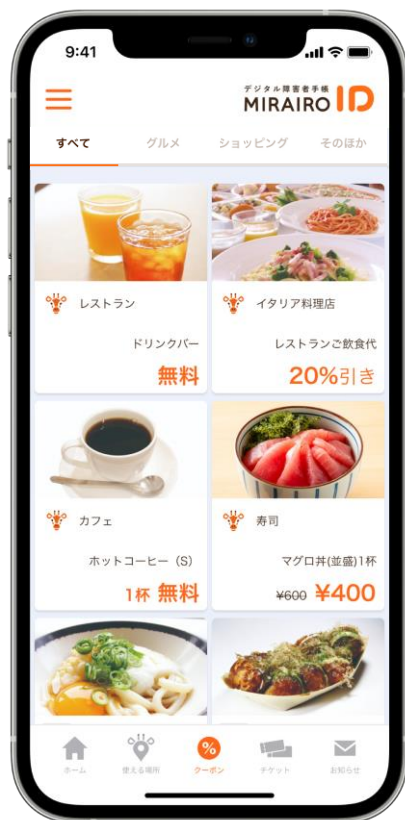 9:41
デジタル障害者手帳
MIRAIRO ID
すべて
グルメ
ショッピング
そのほか
レストラン
ドリンクバー
無料
イタリア料理店
レストランご飲食代
20%引き
カフェ
ホットコーヒー（S）
1杯 無料
寿司
マグロ丼(並盛)1杯
¥600 ¥400
%
ホーム
使える場所
クーポン
チケット
お知らせ